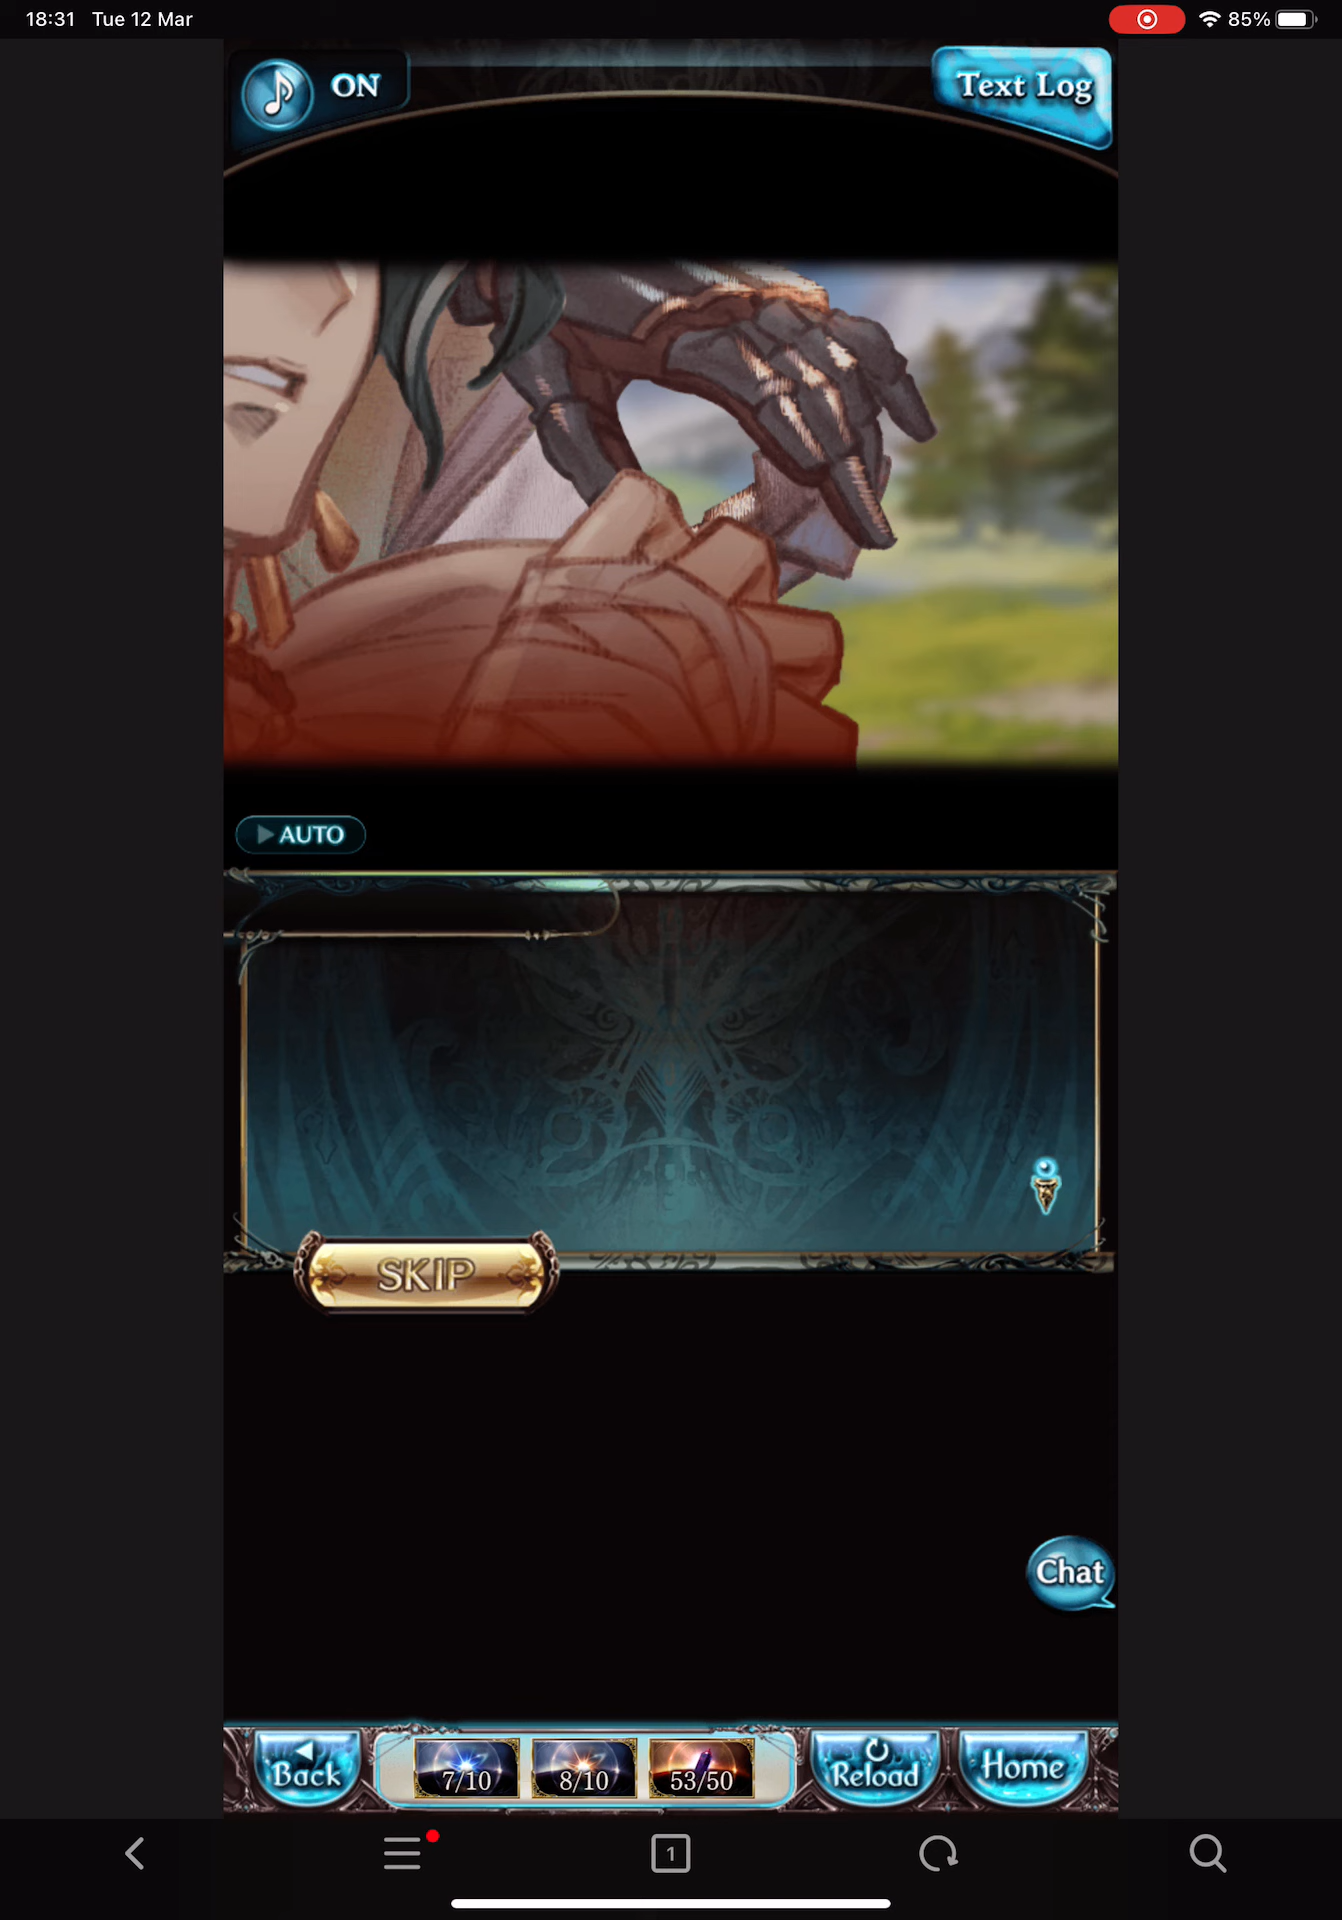 18:31 Tue 12 Mar
85%
ON
Text Log
AUTO
SKIP
Chat
Back
7/10
8/10
53/50
Reload
Home
1